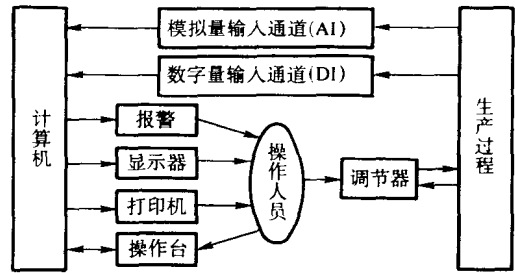 模拟量输入通道(AI)
数字量输入通道(DI)
计算机
报警
显示器
打印机
操作台
操作人员
调节器
生产过程